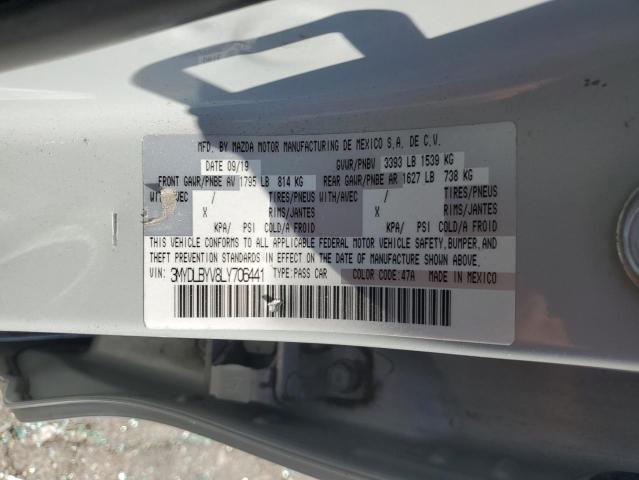 MFD. BY MAZDA MOTOR MANUFACTURING DE MEXICO S.A. DE C.V.
DATE 09/19 GVWR/PNBV 3393 LB 1539 KG
FRONT GAWR/PNBE AV 1795 LB 814 KG REAR GAWR/PNBE AR 1627 LB 738 KG
WITH/AVEC / TIRES/PNEUS WITH/AVEC / TIRES/PNEUS
X RIMS/JANTES X RIMS/JANTES
KPA/ PSI COLD/A FROID KPA/ PSI COLD/A FROID
THIS VEHICLE CONFORMS TO ALL APPLICABLE FEDERAL MOTOR VEHICLE SAFETY, BUMPER, AND
THEFT PREVENTION STANDARDS IN EFFECT ON THE DATE OF MANUFACTURE SHOWN ABOVE.
VIN: 3MYDLBYV8LY706441 TYPE: PASS CAR COLOR CODE: 47A MADE IN MEXICO